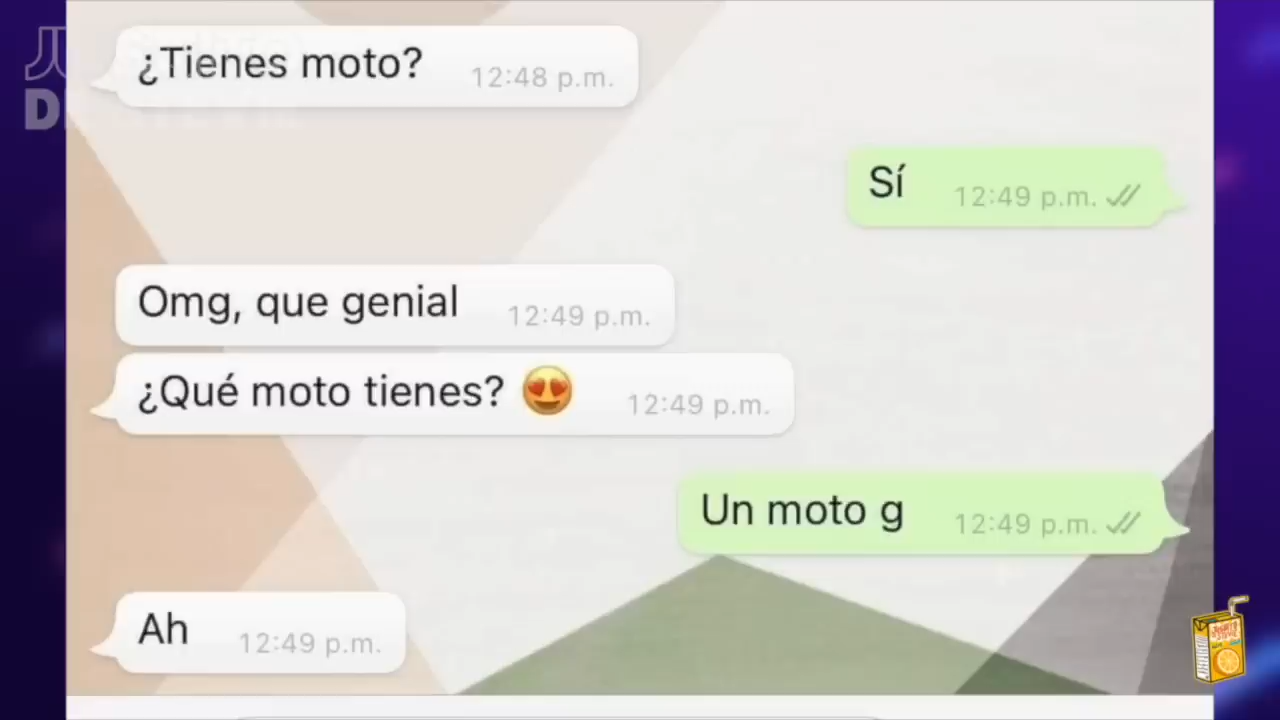 ¿Tienes moto? 12:48 p.m.
Sí 12:49 p.m.
Omg, que genial 12:49 p.m.
¿Qué moto tienes? 😍 12:49 p.m.
Un moto g 12:49 p.m.
Ah 12:49 p.m.